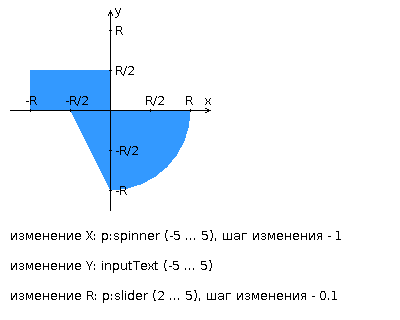 y
R
R/2
-R -R/2 R/2 R x
-R/2
-R
изменение X: p:spinner (-5 ... 5), шаг изменения - 1
изменение Y: inputText (-5 ... 5)
изменение R: p:slider (2 ... 5), шаг изменения - 0.1